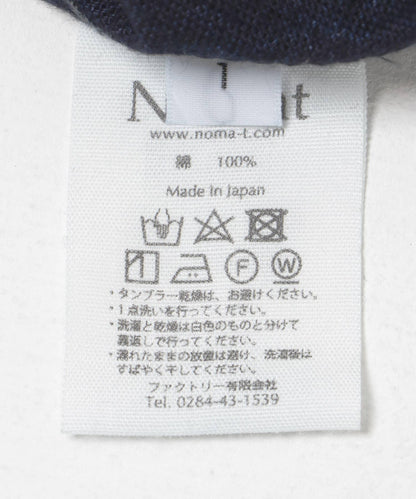 1
N t
www.noma-t.com
綿 100%
Made in Japan
F W
・タンブラー乾燥は、お避けください。
・1点洗いを行ってください。
・洗濯と乾燥は白色のものと分けて
裏返しで行ってください。
・濡れたままの放置は避け、洗濯後は
すばやく干してください。
ファクトリー有限会社
Tel. 0284-43-1539